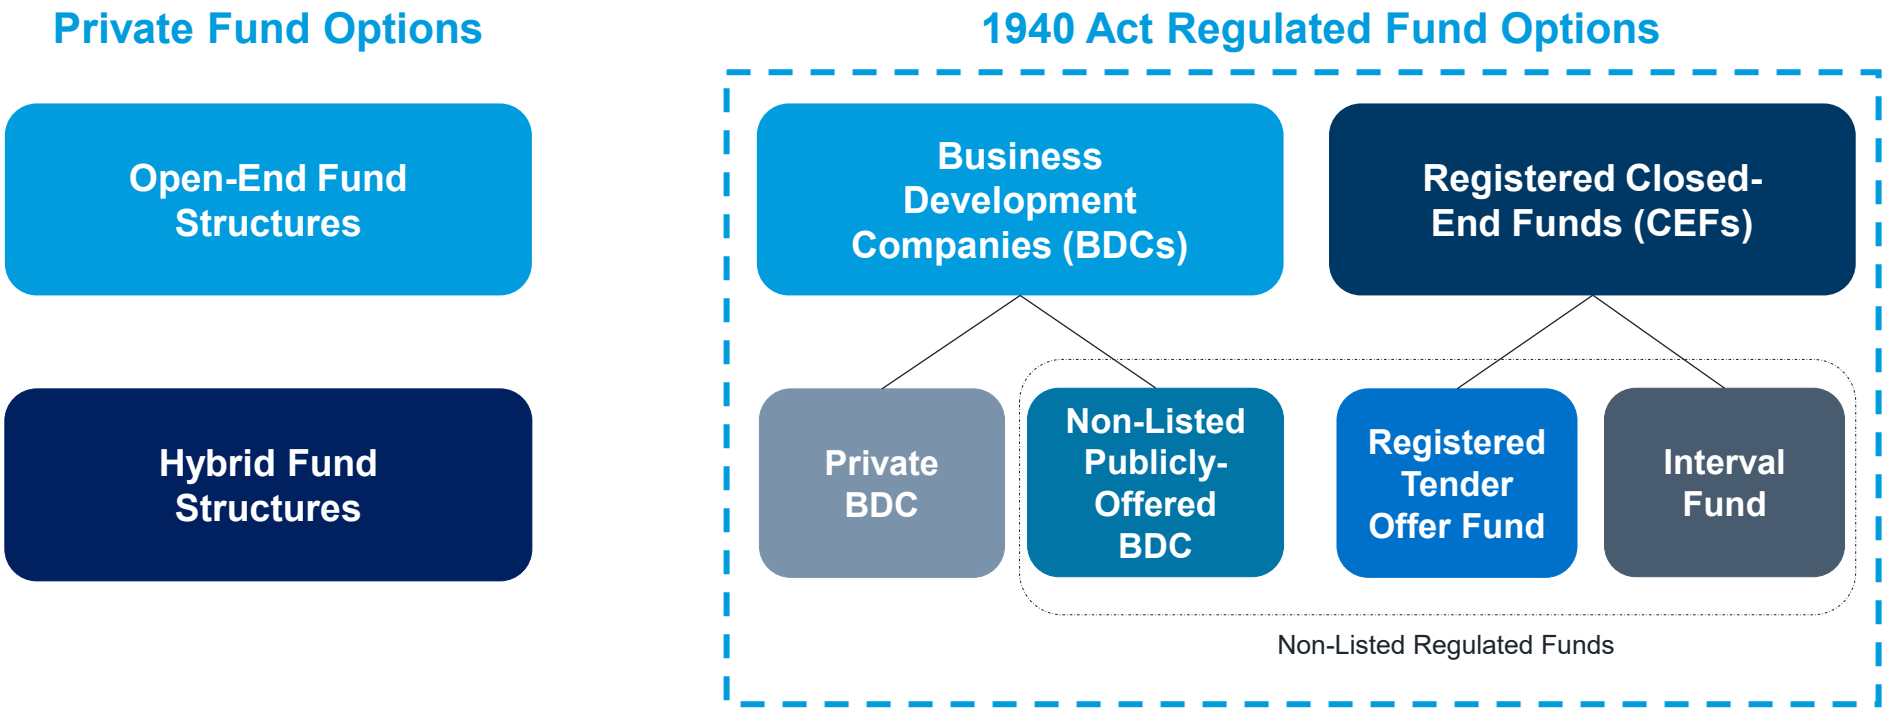 Private Fund Options
1940 Act Regulated Fund Options
Open-End Fund
Structures
Business
Development
Companies (BDCs)
Registered Closed-
End Funds (CEFs)
Hybrid Fund
Structures
Private
BDC
Non-Listed
Publicly-
Offered
BDC
Registered
Tender
Offer Fund
Interval
Fund
Non-Listed Regulated Funds